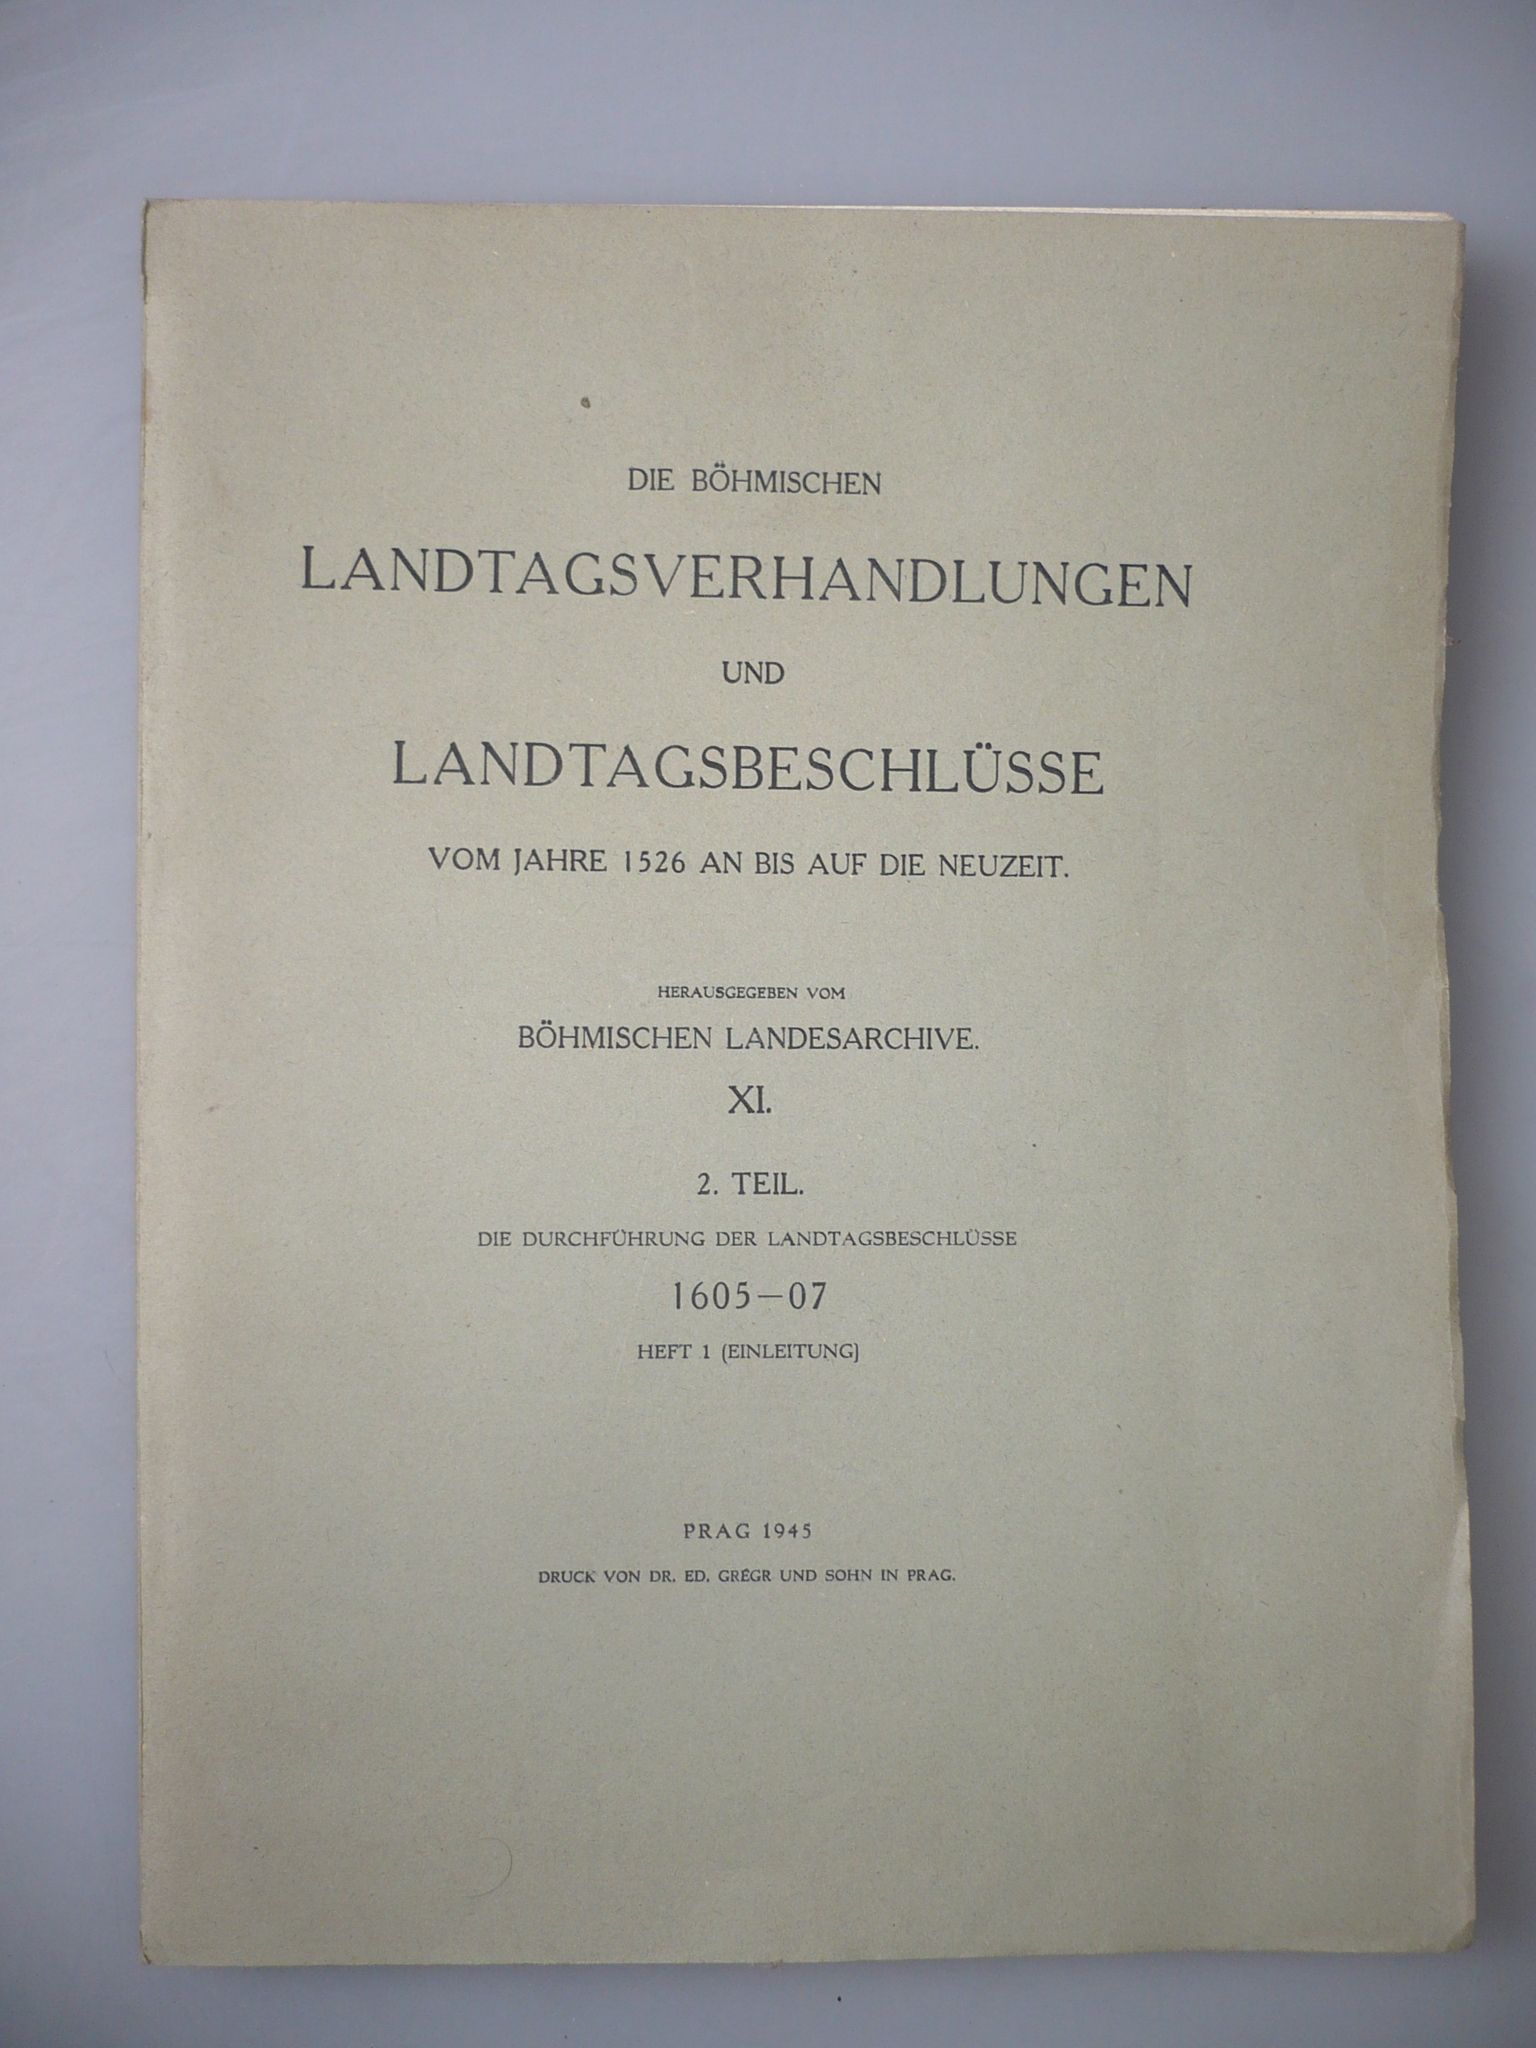 DIE BÖHMISCHEN
LANDTAGSVERHANDLUNGEN
UND
LANDTAGSBESCHLÜSSE
VOM JAHRE 1526 AN BIS AUF DIE NEUZEIT.
HERAUSGEGEBEN VOM
BÖHMISCHEN LANDESARCHIVE.
XI.
2. TEIL.
DIE DURCHFÜHRUNG DER LANDTAGSBESCHLÜSSE
1605—07
HEFT 1 (EINLEITUNG)
PRAG 1945
DRUCK VON DR. ED. GRÉGR UND SOHN IN PRAG.